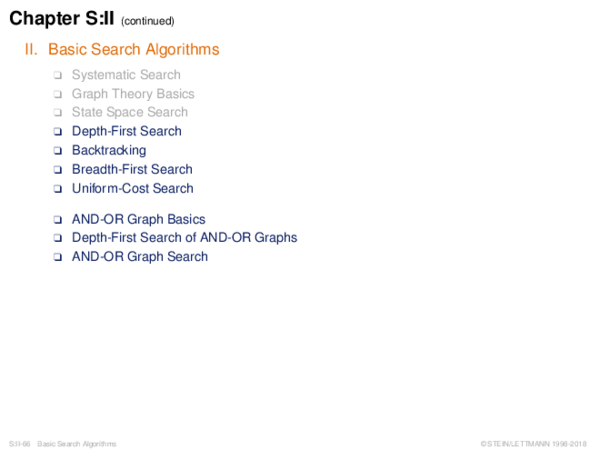 Chapter S:II (continued)
II. Basic Search Algorithms
❑ Systematic Search
❑ Graph Theory Basics
❑ State Space Search
❑ Depth-First Search
❑ Backtracking
❑ Breadth-First Search
❑ Uniform-Cost Search
❑ AND-OR Graph Basics
❑ Depth-First Search of AND-OR Graphs
❑ AND-OR Graph Search
S:II-66 Basic Search Algorithms © STEIN/LETTMANN 1998-2018